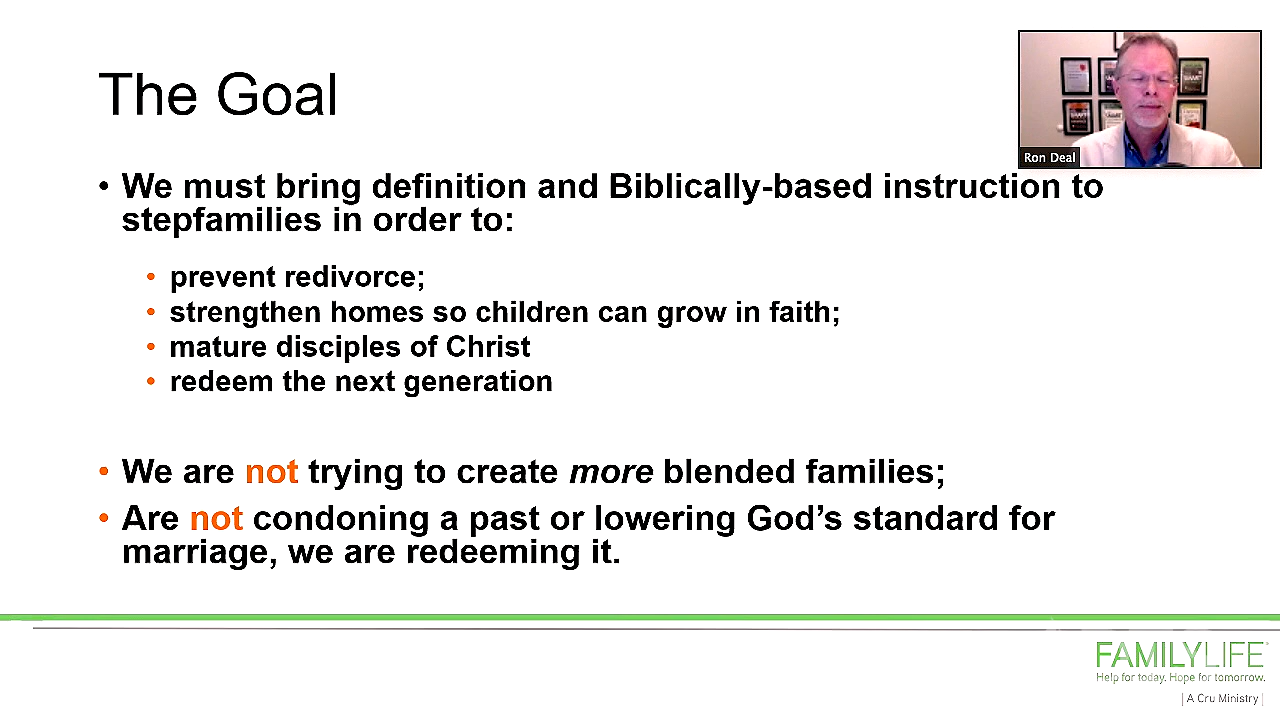 The Goal
Ron Deal
• We must bring definition and Biblically-based instruction to
stepfamilies in order to:
• prevent redivorce;
• strengthen homes so children can grow in faith;
• mature disciples of Christ
• redeem the next generation
• We are not trying to create more blended families;
• Are not condoning a past or lowering God's standard for
marriage, we are redeeming it.
FAMILYLIFE
Help for today. Hope for tomorrow.
| A Cru Ministry |